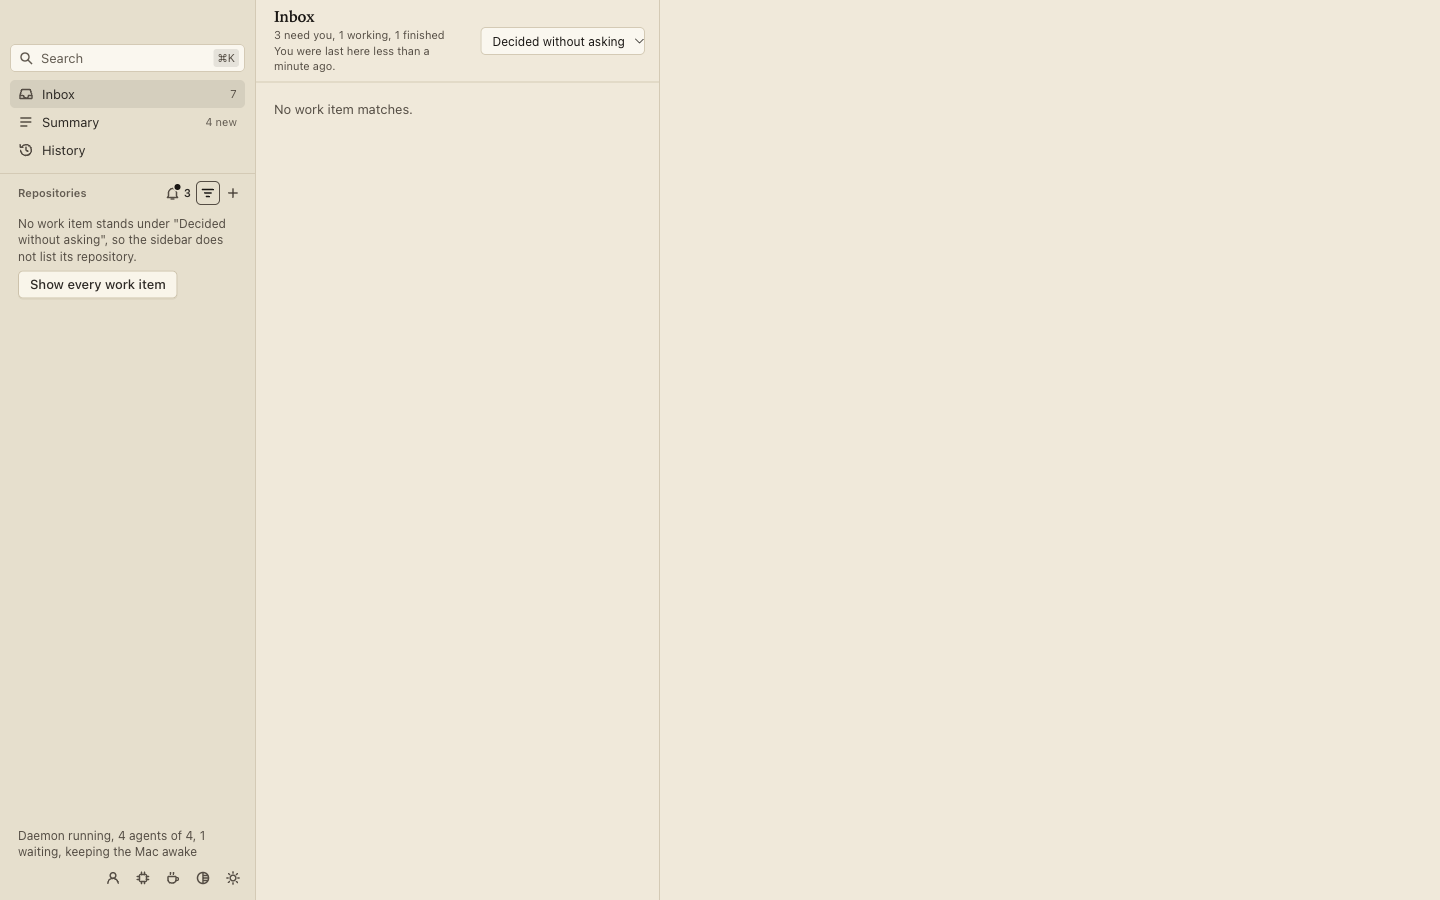 Search
⌘K
Inbox
7
Summary
4 new
History
Repositories
3
No work item stands under "Decided
without asking", so the sidebar does
not list its repository.
Show every work item
Daemon running, 4 agents of 4, 1
waiting, keeping the Mac awake
Inbox
3 need you, 1 working, 1 finished
You were last here less than a
minute ago.
Decided without asking
No work item matches.